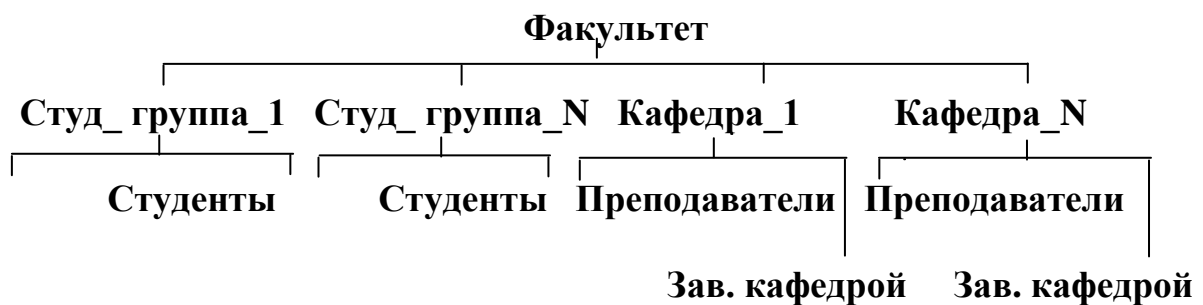 Факультет
Студ_ группа_1 Студ_ группа_N Кафедра_1 Кафедра_N
Студенты Студенты Преподаватели Преподаватели
Зав. кафедрой Зав. кафедрой